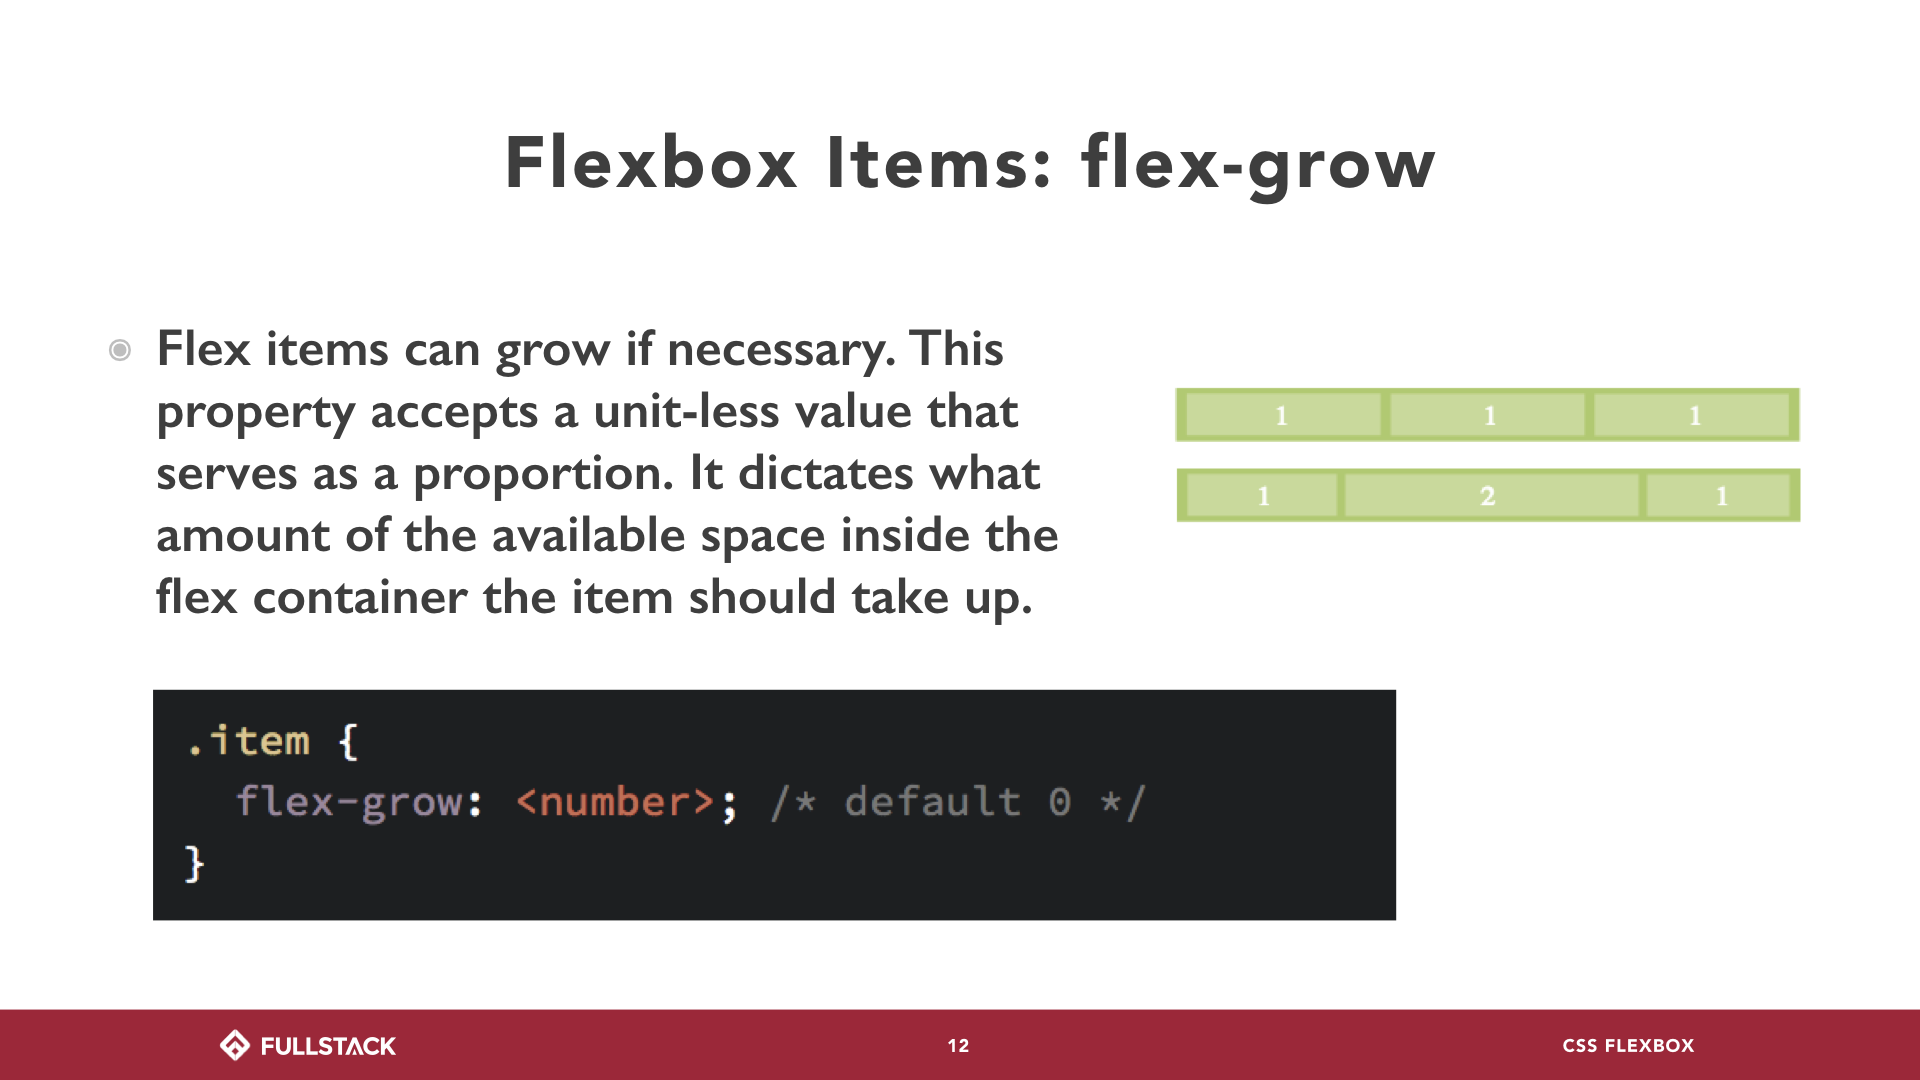 Flexbox Items: flex-grow
Flex items can grow if necessary. This
property accepts a unit-less value that
serves as a proportion. It dictates what
amount of the available space inside the
flex container the item should take up.
1 1 1
1 2 1
.item {
  flex-grow: <number>; /* default 0 */
}
FULLSTACK
12
CSS FLEXBOX